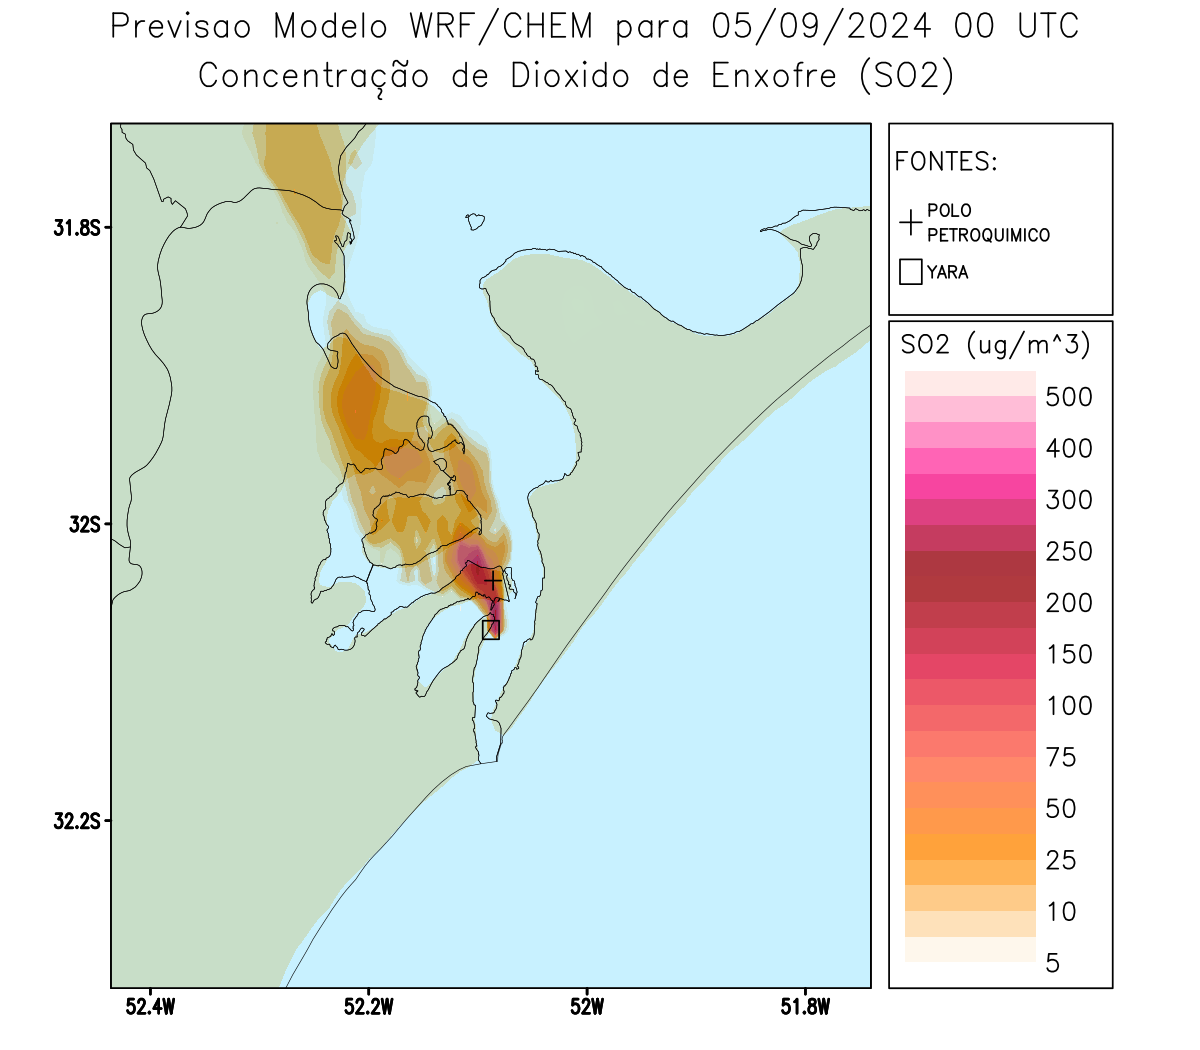 Previsao Modelo WRF/CHEM para 05/09/2024 00 UTC
Concentração de Dioxido de Enxofre (SO2)
FONTES:
POLO
PETROQUIMICO
YARA
31.8S
32S
32.2S
52.4W
52.2W
52W
51.8W
SO2 (ug/m^3)
500
400
300
250
200
150
100
75
50
25
10
5